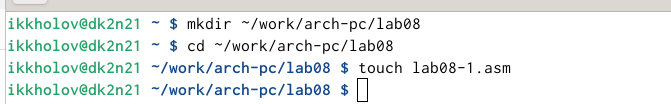 ikkholov@dk2n21 ~ $ mkdir ~/work/arch-pc/lab08
ikkholov@dk2n21 ~ $ cd ~/work/arch-pc/lab08
ikkholov@dk2n21 ~/work/arch-pc/lab08 $ touch lab08-1.asm
ikkholov@dk2n21 ~/work/arch-pc/lab08 $